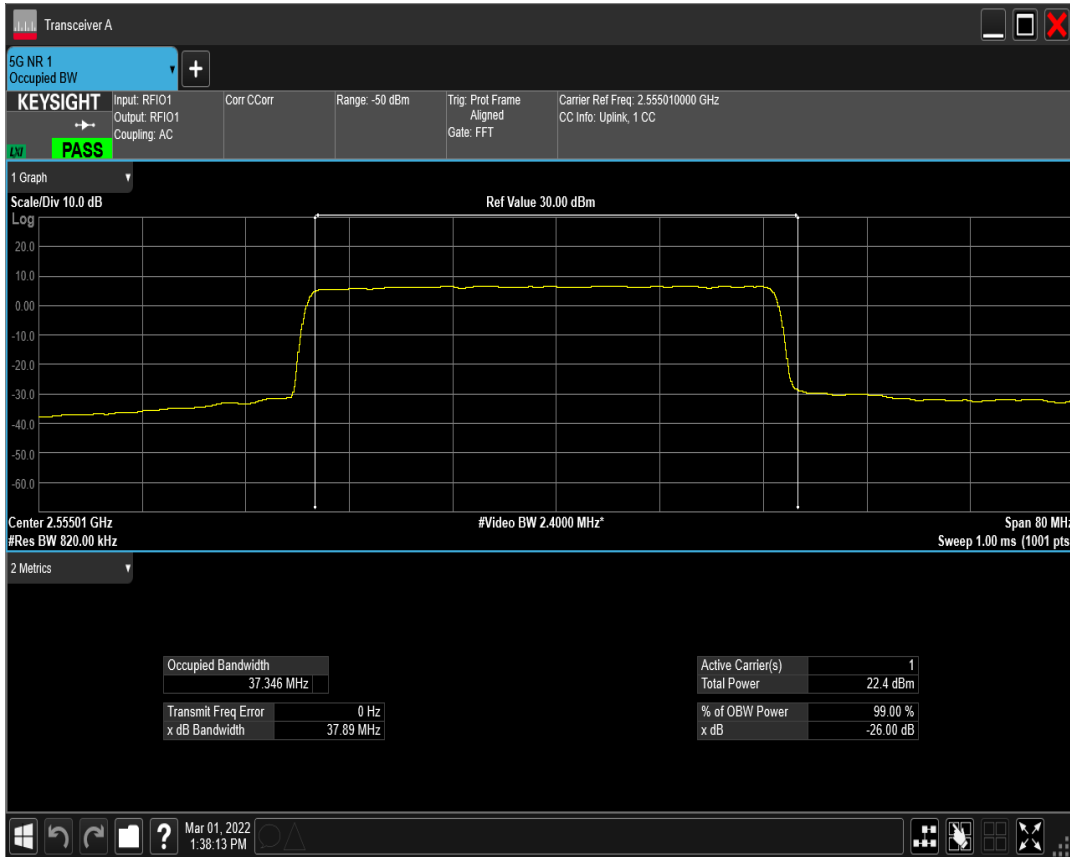 Transceiver A
5G NR 1
Occupied BW
+
KEYSIGHT
LXI
PASS
Input: RFIO1
Output: RFIO1
Coupling: AC
Corr CCorr
Range: -50 dBm
Trig: Prot Frame
Aligned
Gate: FFT
Carrier Ref Freq: 2.555010000 GHz
CC Info: Uplink, 1 CC
1 Graph
Scale/Div 10.0 dB
Ref Value 30.00 dBm
Log
20.0
10.0
0.00
-10.0
-20.0
-30.0
-40.0
-50.0
-60.0
Center 2.55501 GHz
#Video BW 2.4000 MHz*
Span 80 MHz
#Res BW 820.00 kHz
Sweep 1.00 ms (1001 pts
2 Metrics
Occupied Bandwidth
37.346 MHz
Transmit Freq Error 0 Hz
x dB Bandwidth 37.89 MHz
Active Carrier(s) 1
Total Power 22.4 dBm
% of OBW Power 99.00 %
x dB -26.00 dB
?
Mar 01, 2022
1:38:13 PM